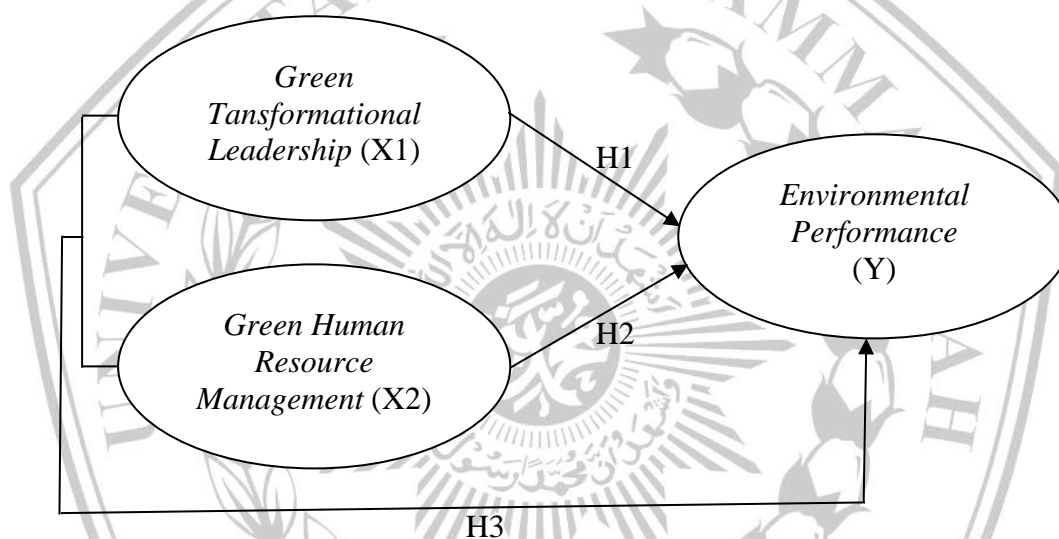 Green
Tansformational
Leadership (X1)
H1
Environmental
Performance
(Y)
Green Human
Resource
Management (X2)
H2
H3